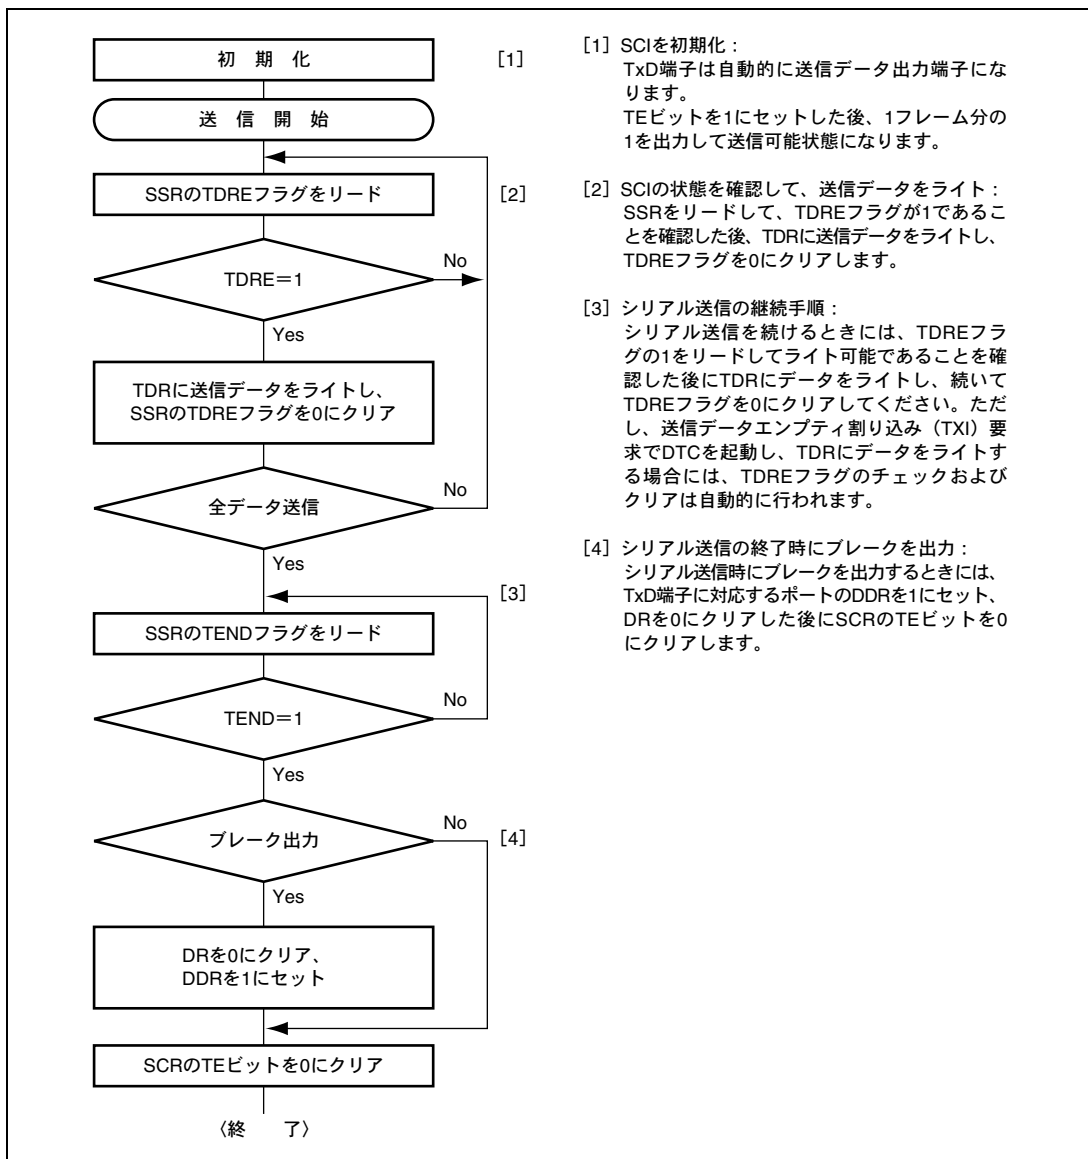 初　期　化
[1]
送　信　開　始
SSRのTDREフラグをリード
[2]
TDRE＝1
No
Yes
TDRに送信データをライトし、
SSRのTDREフラグを0にクリア
全データ送信
No
Yes
[3]
SSRのTENDフラグをリード
TEND＝1
No
Yes
ブレーク出力
No
[4]
Yes
DRを0にクリア、
DDRを1にセット
SCRのTEビットを0にクリア
〈終　　了〉
[1] SCIを初期化：
TxD端子は自動的に送信データ出力端子にな
ります。
TEビットを1にセットした後、1フレーム分の
1を出力して送信可能状態になります。
[2] SCIの状態を確認して、送信データをライト：
SSRをリードして、TDREフラグが1であるこ
とを確認した後、TDRに送信データをライトし、
TDREフラグを0にクリアします。
[3] シリアル送信の継続手順：
シリアル送信を続けるときには、TDREフラ
グの1をリードしてライト可能であることを確
認した後にTDRにデータをライトし、続いて
TDREフラグを0にクリアしてください。ただ
し、送信データエンプティ割り込み（TXI）要
求でDTCを起動し、TDRにデータをライトす
る場合には、TDREフラグのチェックおよび
クリアは自動的に行われます。
[4] シリアル送信の終了時にブレークを出力：
シリアル送信時にブレークを出力するときには、
TxD端子に対応するポートのDDRを1にセット、
DRを0にクリアした後にSCRのTEビットを0
にクリアします。